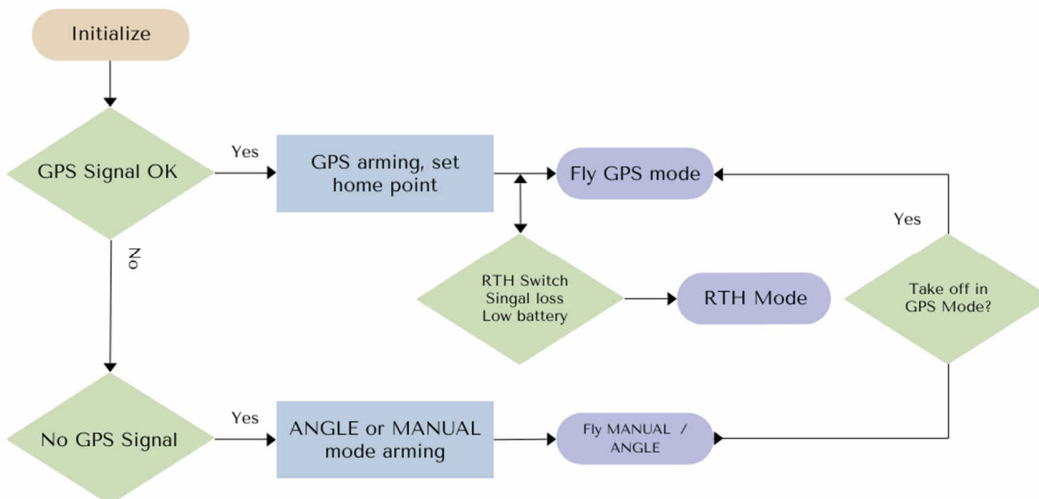 Initialize
GPS Signal OK
Yes
GPS arming, set
home point
Fly GPS mode
Yes
No
RTH Switch
Singal loss
Low battery
RTH Mode
Take off in
GPS Mode?
No GPS Signal
Yes
ANGLE or MANUAL
mode arming
Fly MANUAL /
ANGLE